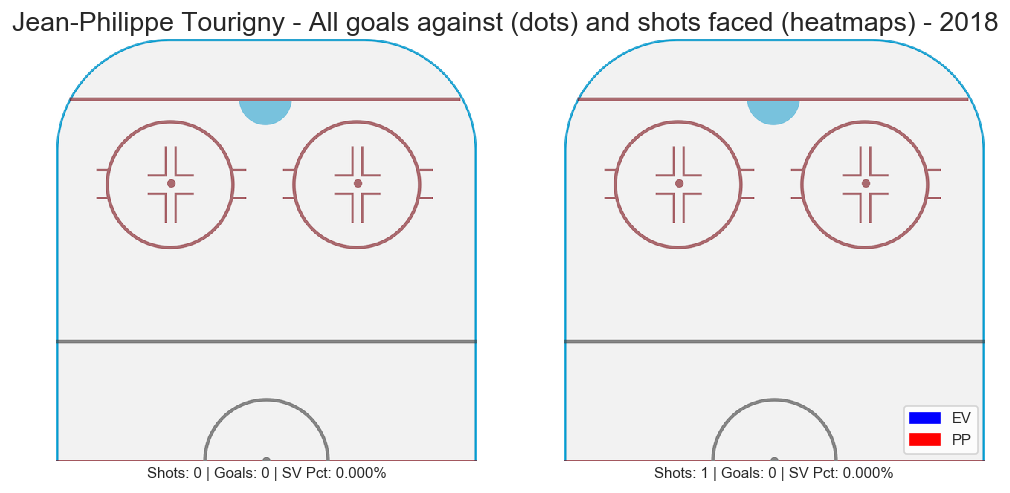 Jean-Philippe Tourigny - All goals against (dots) and shots faced (heatmaps) - 2018
EV
PP
Shots: 0 | Goals: 0 | SV Pct: 0.000%
Shots: 1 | Goals: 0 | SV Pct: 0.000%